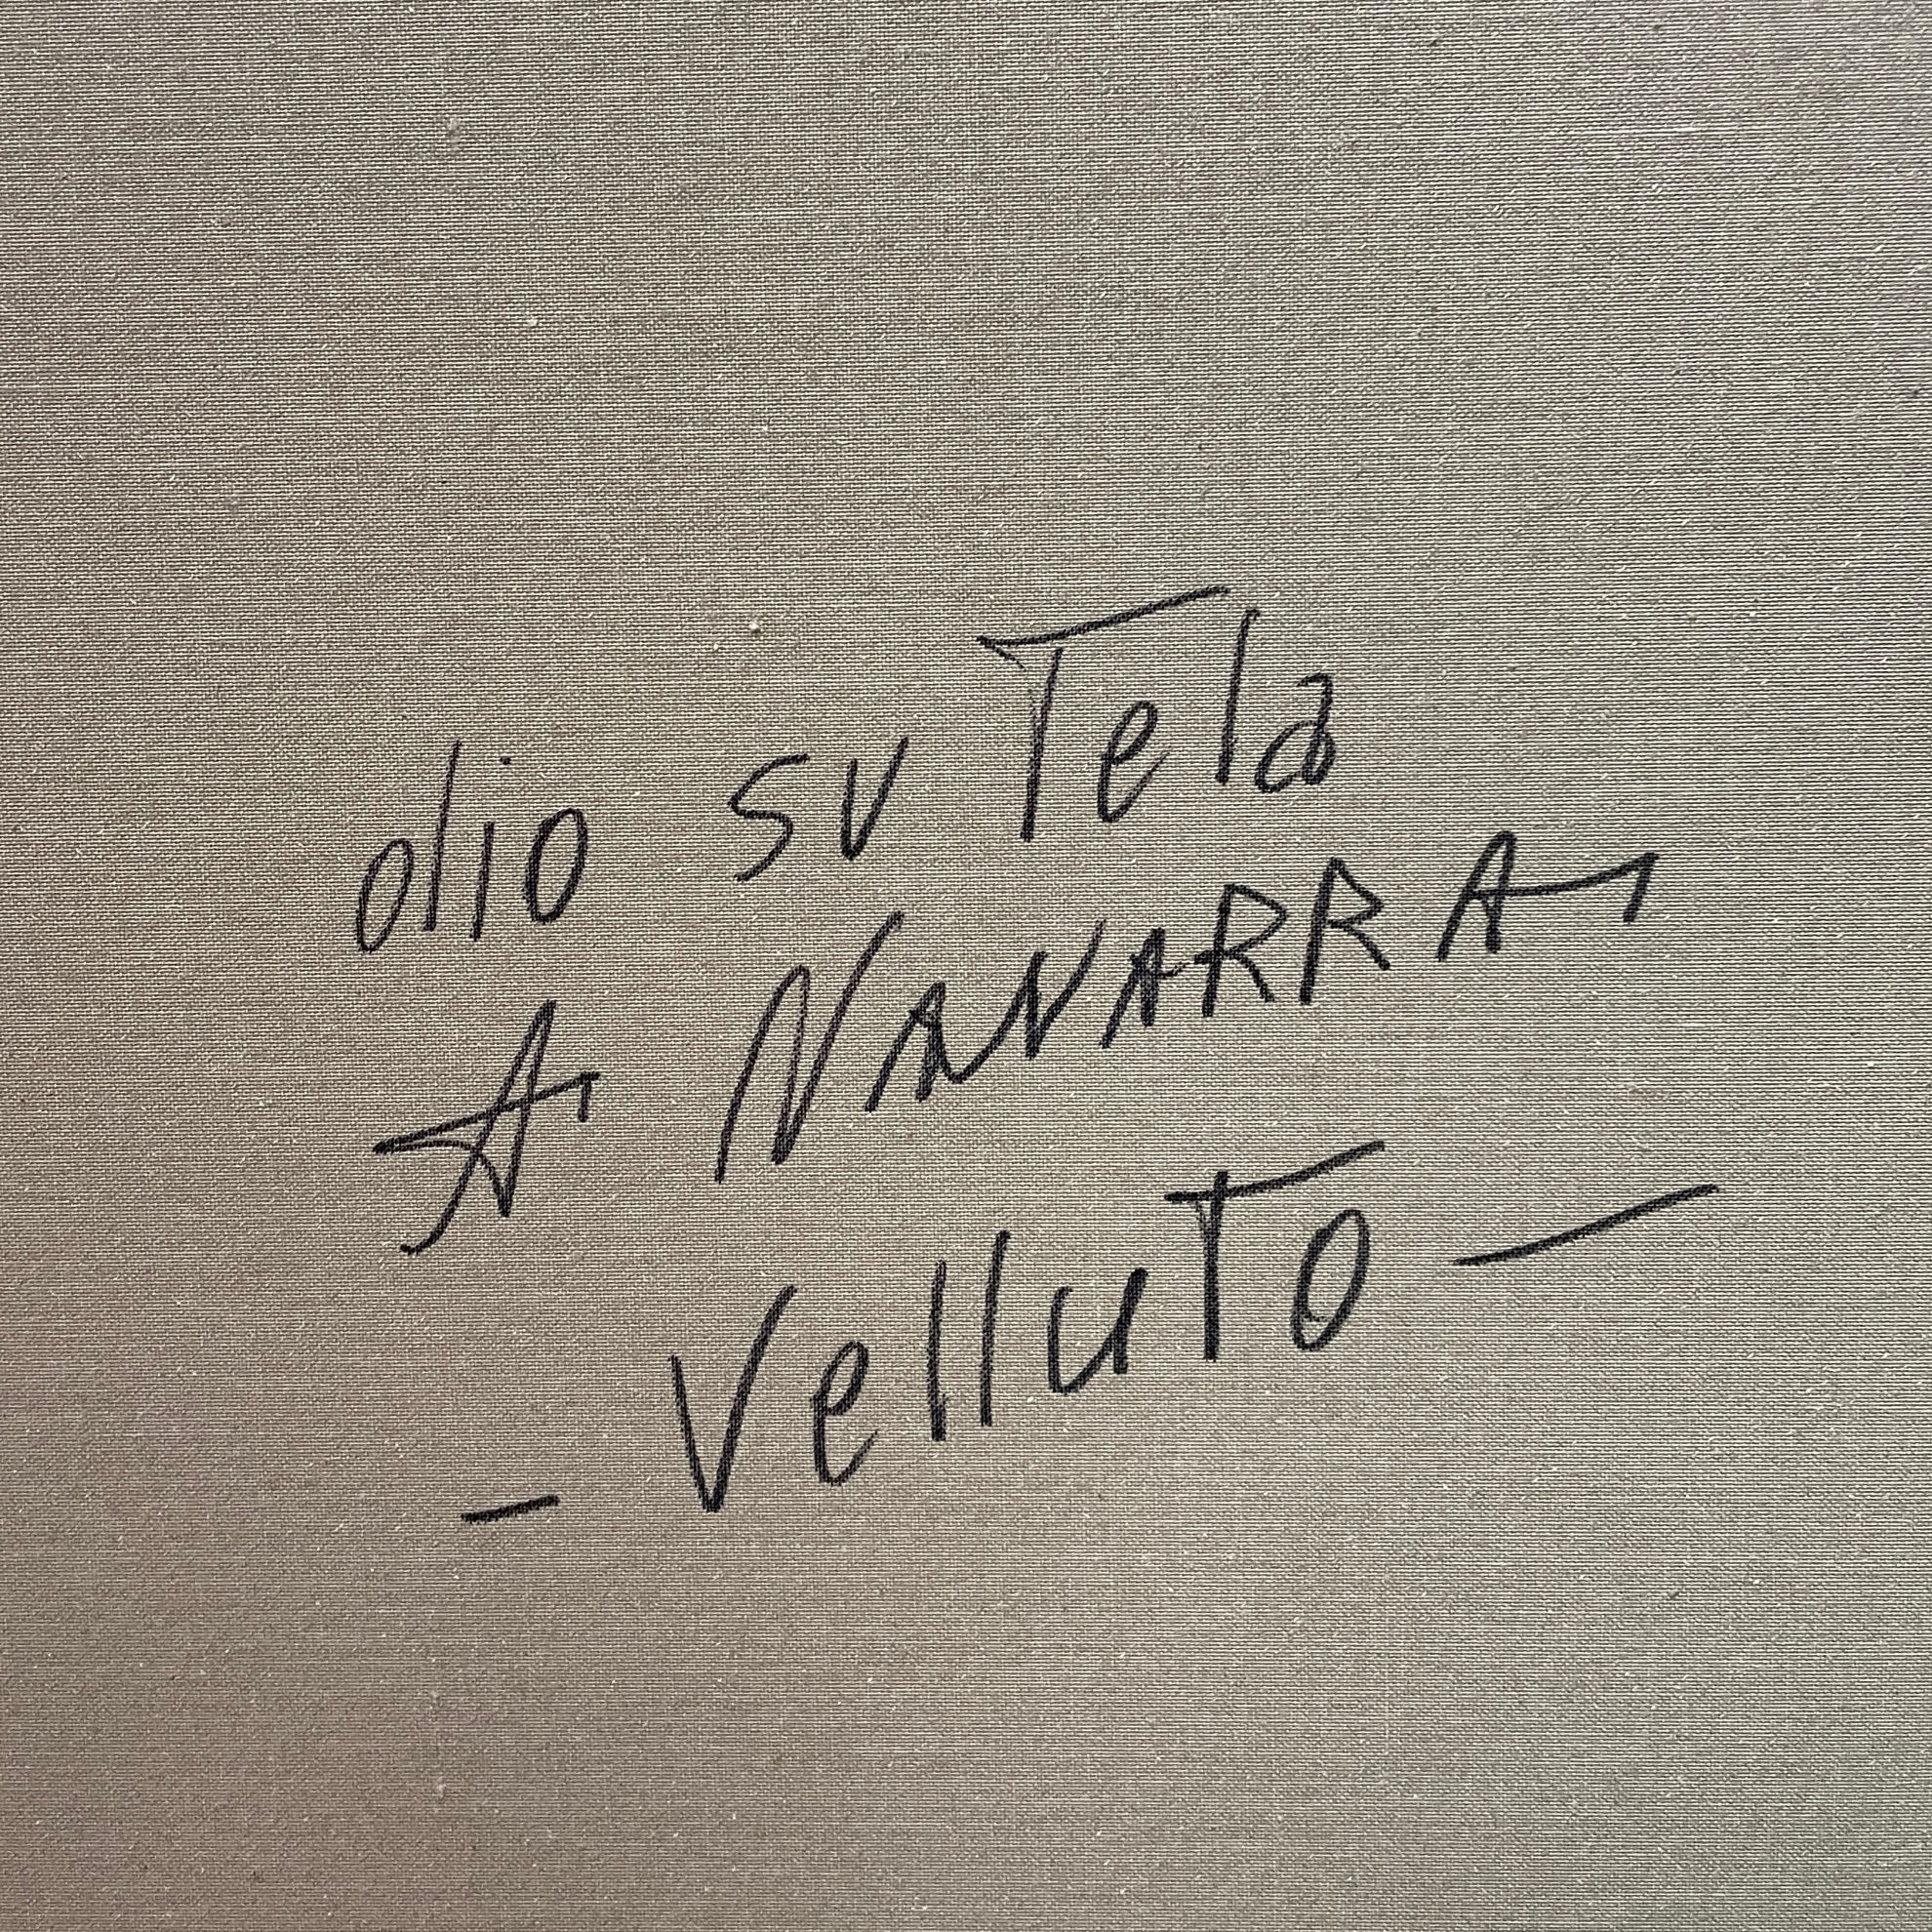 olio su Tela
A NAVARRA
- Velluto -